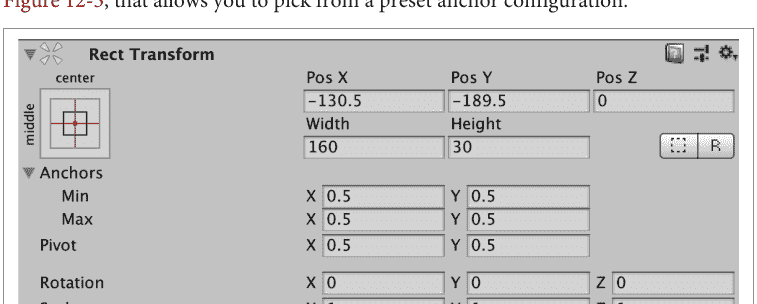 Figure 12-3, that allows you to pick from a preset anchor configuration.
Rect Transform
center
middle
Pos X Pos Y Pos Z
-130.5 -189.5 0
Width Height
160 30
R
Anchors
Min X 0.5 Y 0.5
Max X 0.5 Y 0.5
Pivot X 0.5 Y 0.5
Rotation X 0 Y 0 Z 0